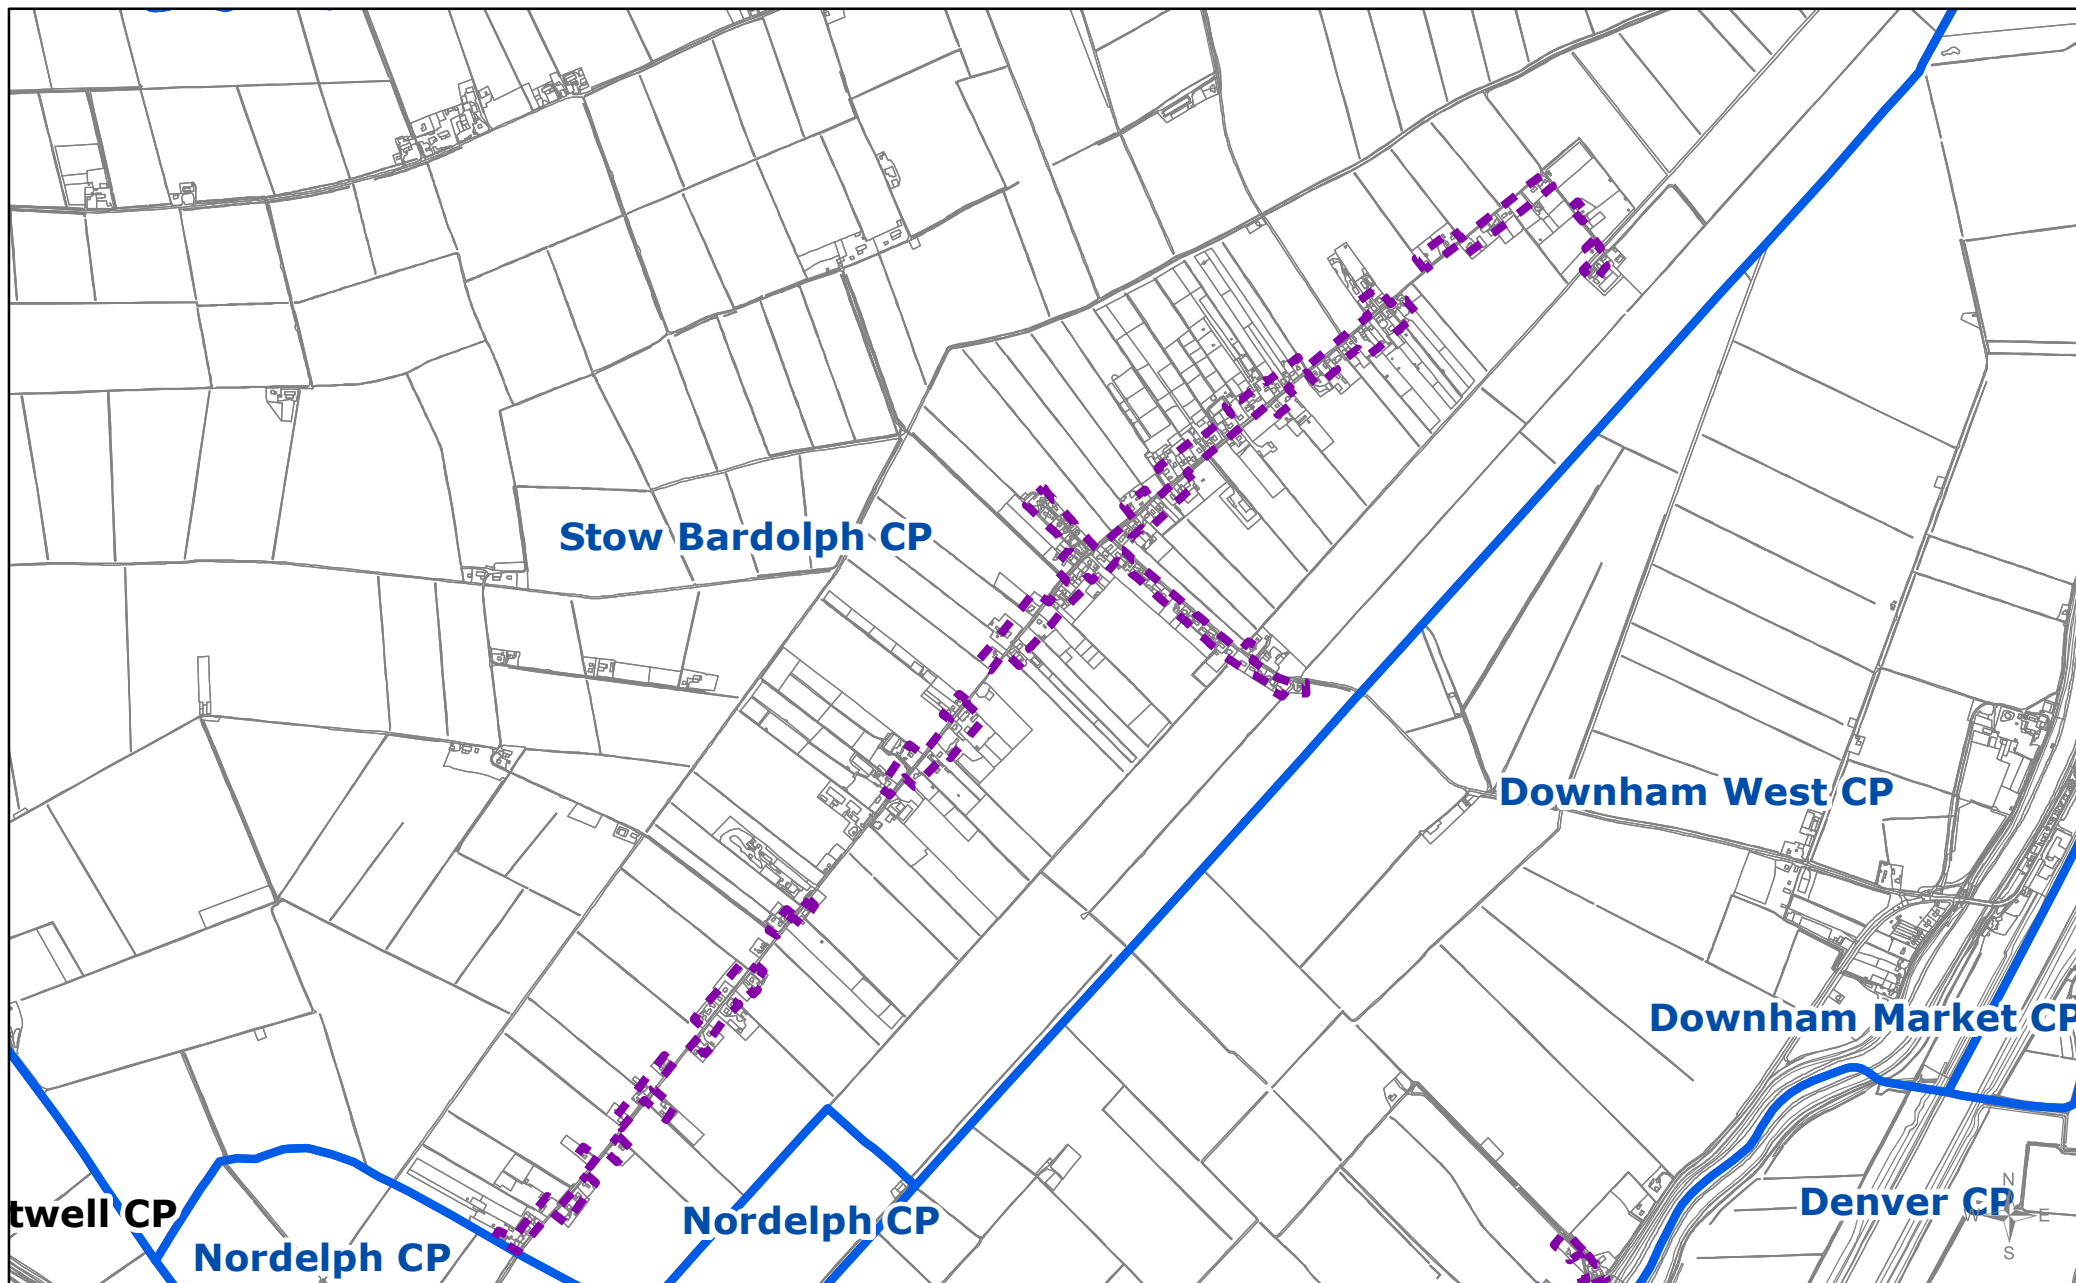 Stow Bardolph CP
Downham West CP
Downham Market CP
Denver CP
twell CP
Nordelph CP
Nordelph CP
N
W E
S